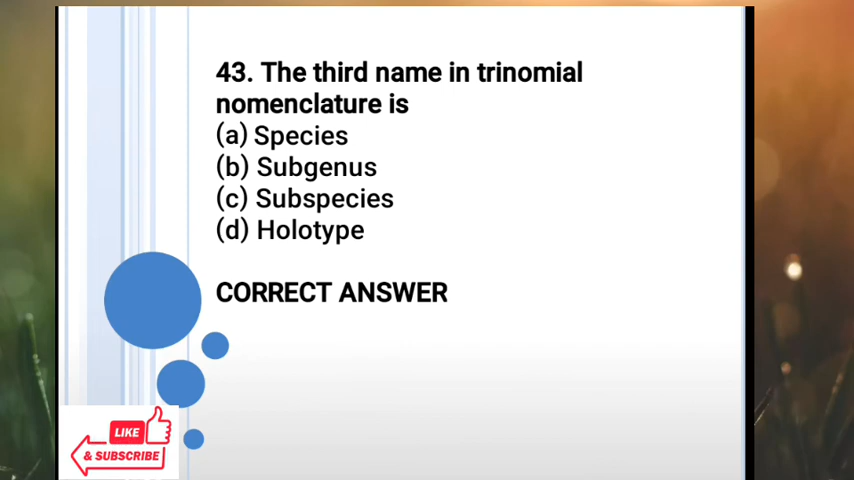 43. The third name in trinomial
nomenclature is
(a) Species
(b) Subgenus
(c) Subspecies
(d) Holotype
CORRECT ANSWER
LIKE
& SUBSCRIBE